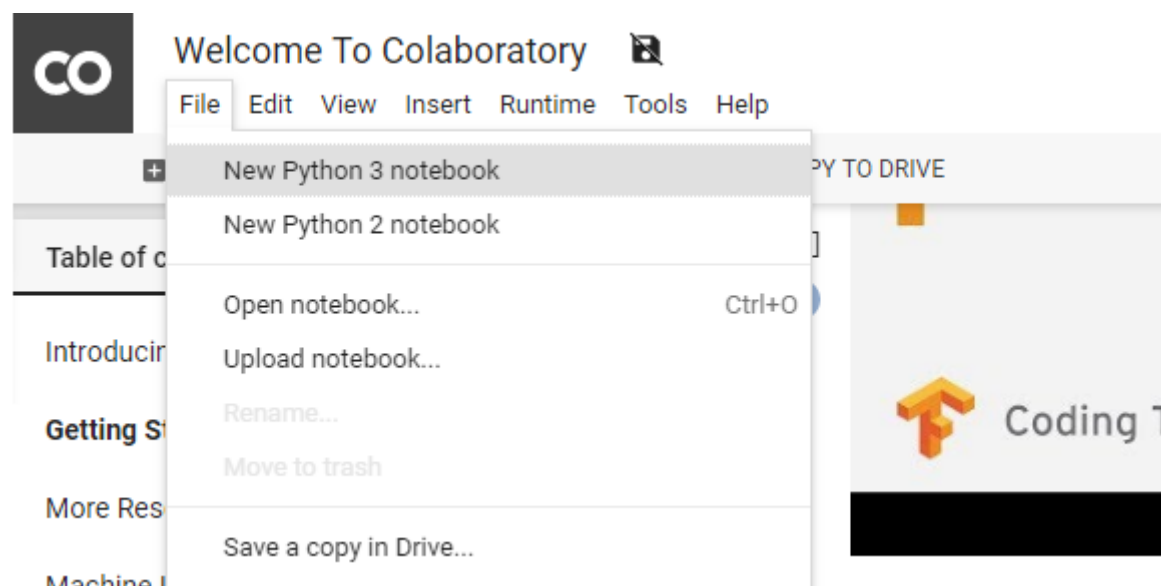 CO
Welcome To Colaboratory
File Edit View Insert Runtime Tools Help
New Python 3 notebook
PY TO DRIVE
New Python 2 notebook
Table of c
]
Open notebook... Ctrl+O
Introducin
Upload notebook...
Rename...
Getting St
Coding T
Move to trash
More Res
Save a copy in Drive...
Machine L